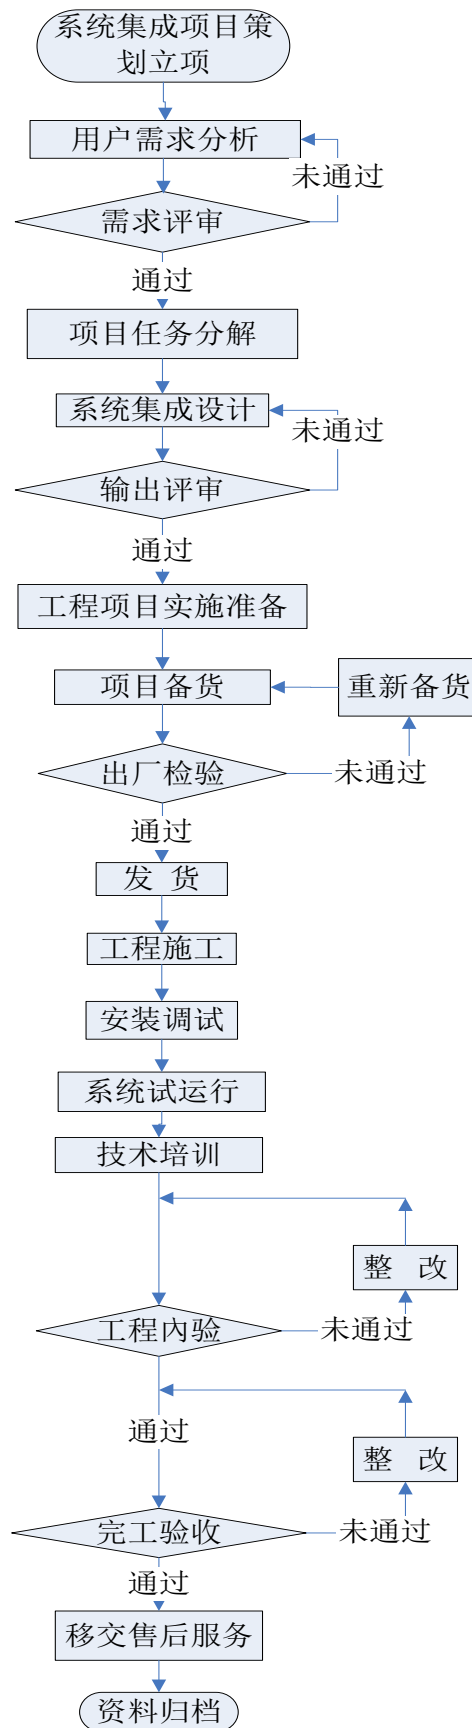 系统集成项目策
划立项
用户需求分析
未通过
需求评审
通过
项目任务分解
系统集成设计
未通过
输出评审
通过
工程项目实施准备
项目备货
重新备货
出厂检验
未通过
通过
发 货
工程施工
安装调试
系统试运行
技术培训
整 改
工程内验
未通过
通过
整 改
完工验收
未通过
通过
移交售后服务
资料归档